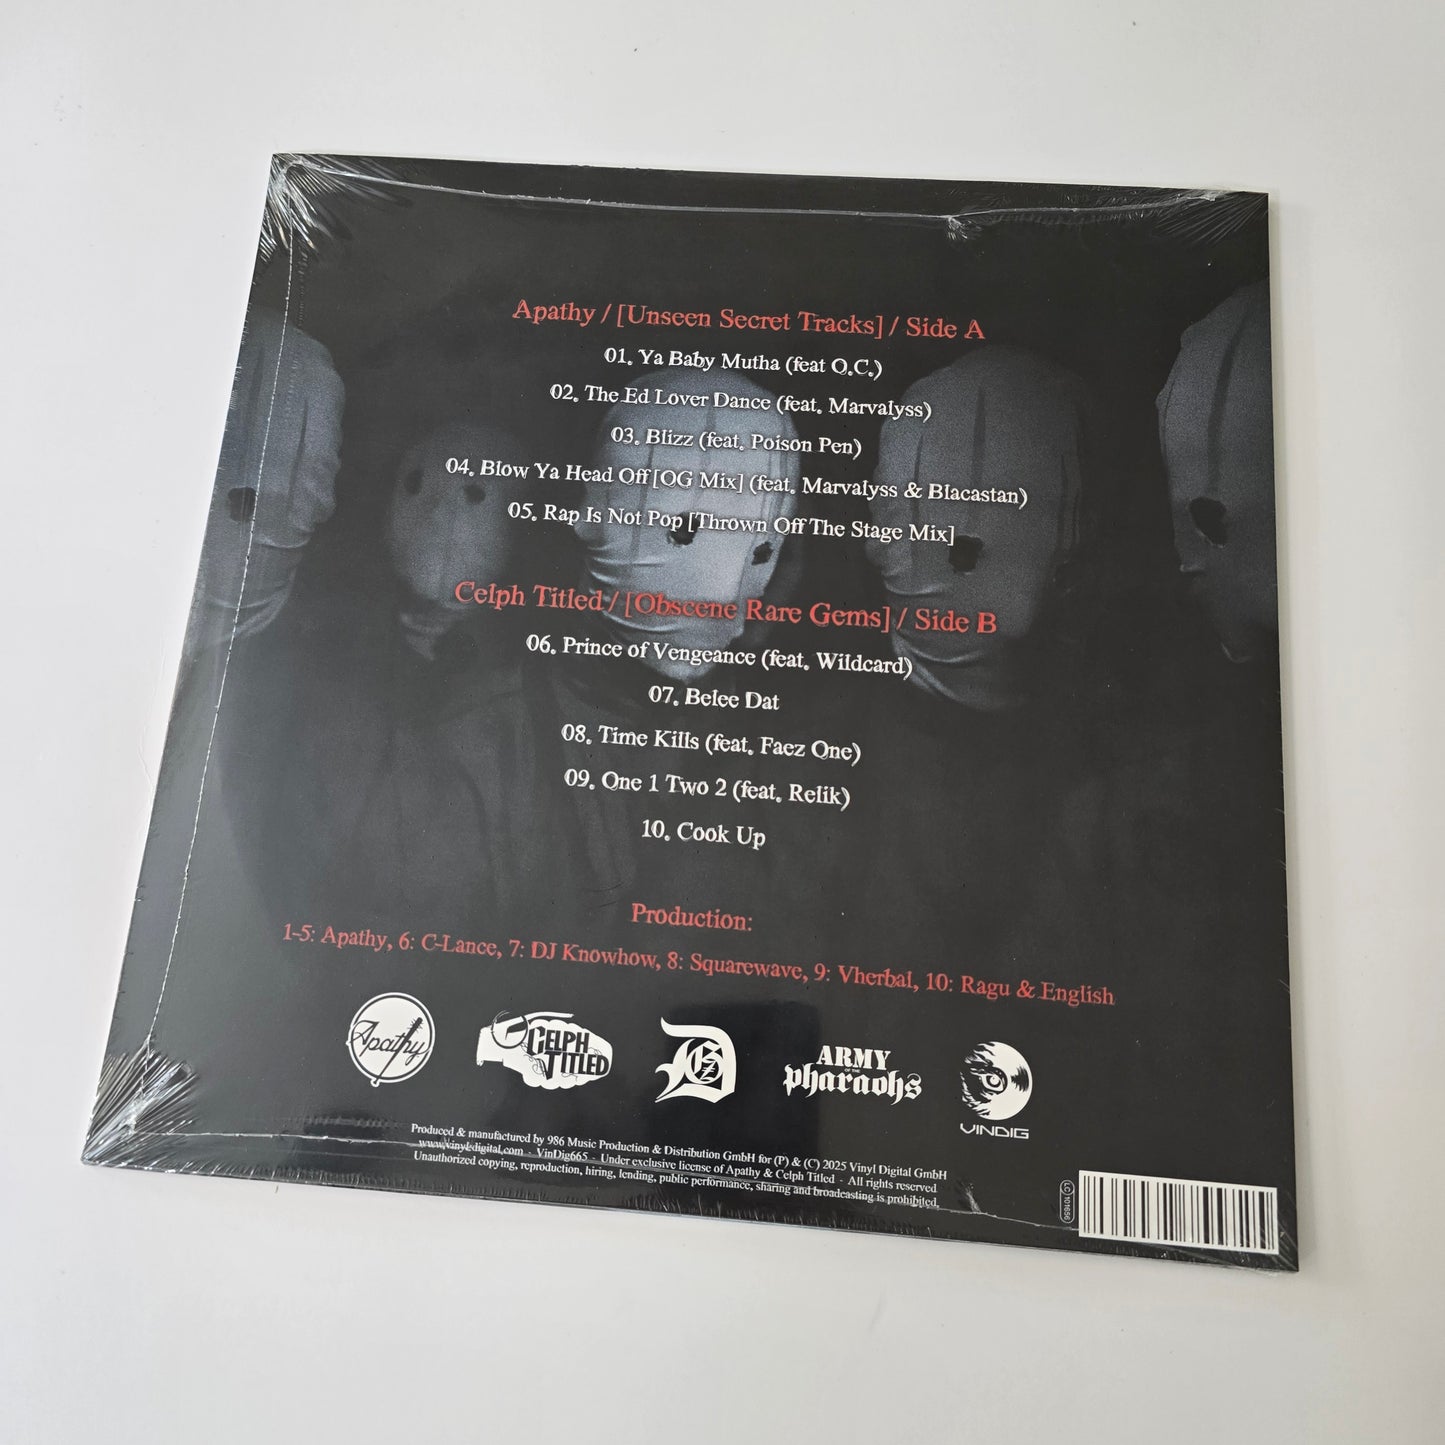 Apathy / [Unseen Secret Tracks] / Side A
01. Ya Baby Mutha (feat O.C.)
02. The Ed Lover Dance (feat. Marvalyss)
03. Blizz (feat. Poison Pen)
04. Blow Ya Head Off [OG Mix] (feat. Marvalyss & Blacastan)
05. Rap Is Not Pop [Thrown Off The Stage Mix]
Celph Titled / [Obscene Rare Gems] / Side B
06. Prince of Vengeance (feat. Wildcard)
07. Belee Dat
08. Time Kills (feat. Faez One)
09. One 1 Two 2 (feat. Relik)
10. Cook Up
Production:
1-5: Apathy, 6: C-Lance, 7: DJ Knowhow, 8: Squarewave, 9: Vherbal, 10: Ragu & English
Apathy
CELPH
TITLED
ARMY
OF THE
pharaohs
VINDIG
Produced & manufactured by 986 Music Production & Distribution GmbH for (P) & (C) 2025 Vinyl Digital GmbH
www.vinyldigital.com - VinDig665 - Under exclusive license of Apathy & Celph Titled - All rights reserved
Unauthorized copying, reproduction, hiring, lending, public performance, sharing and broadcasting is prohibited.
LC 101656